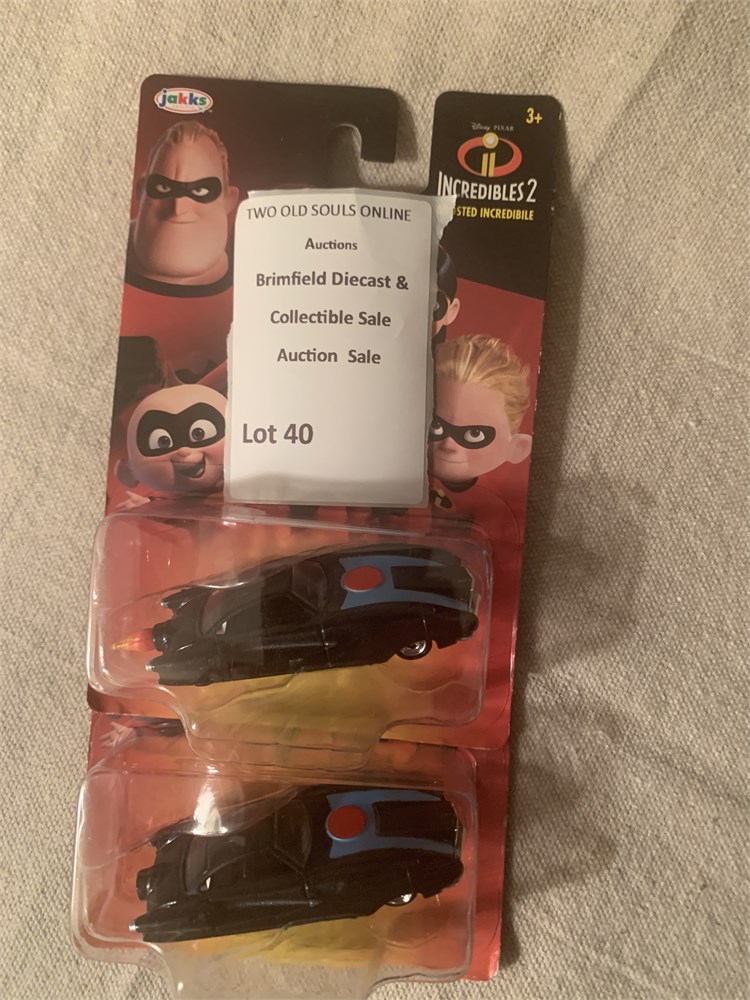 jakks
3+
Disney PIXAR
INCREDIBLES 2
INCREDIBILE
TWO OLD SOULS ONLINE
Auctions
Brimfield Diecast &
Collectible Sale
Auction Sale
Lot 40